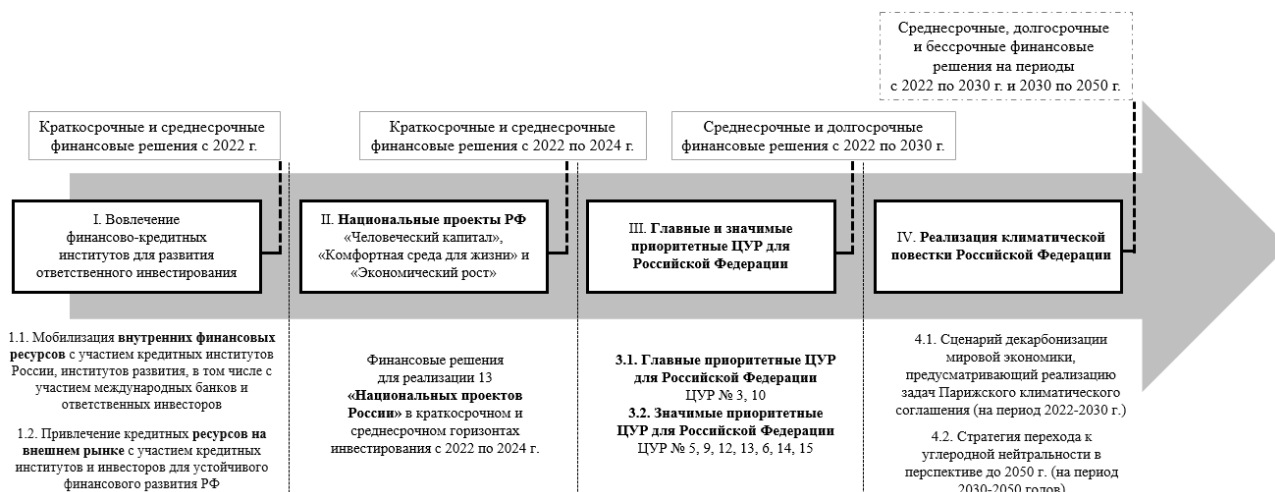 Среднесрочные, долгосрочные
и бессрочные финансовые
решения на периоды
с 2022 по 2030 г. и 2030 по 2050 г.
Краткосрочные и среднесрочные
финансовые решения с 2022 г.
Краткосрочные и среднесрочные
финансовые решения с 2022 по 2024 г.
Среднесрочные и долгосрочные
финансовые решения с 2022 по 2030 г.
I. Вовлечение
финансово-кредитных
институтов для развития
ответственного инвестирования
II. Национальные проекты РФ
«Человеческий капитал»,
«Комфортная среда для жизни» и
«Экономический рост»
III. Главные и значимые
приоритетные ЦУР для
Российской Федерации
IV. Реализация климатической
повестки Российской Федерации
1.1. Мобилизация внутренних финансовых
ресурсов с участием кредитных институтов
России, институтов развития, в том числе с
участием международных банков и
ответственных инвесторов
1.2. Привлечение кредитных ресурсов на
внешнем рынке с участием кредитных
институтов и инвесторов для устойчивого
финансового развития РФ
Финансовые решения
для реализации 13
«Национальных проектов
России» в краткосрочном и
среднесрочном горизонтах
инвестирования с 2022 по 2024 г.
3.1. Главные приоритетные ЦУР
для Российской Федерации
ЦУР № 3, 10
3.2. Значимые приоритетные
ЦУР для Российской Федерации
ЦУР № 5, 9, 12, 13, 6, 14, 15
4.1. Сценарий декарбонизации
мировой экономики,
предусматривающий реализацию
задач Парижского климатического
соглашения (на период 2022-2030 г.)
4.2. Стратегия перехода к
углеродной нейтральности в
перспективе до 2050 г. (на период
2030-2050 годов)